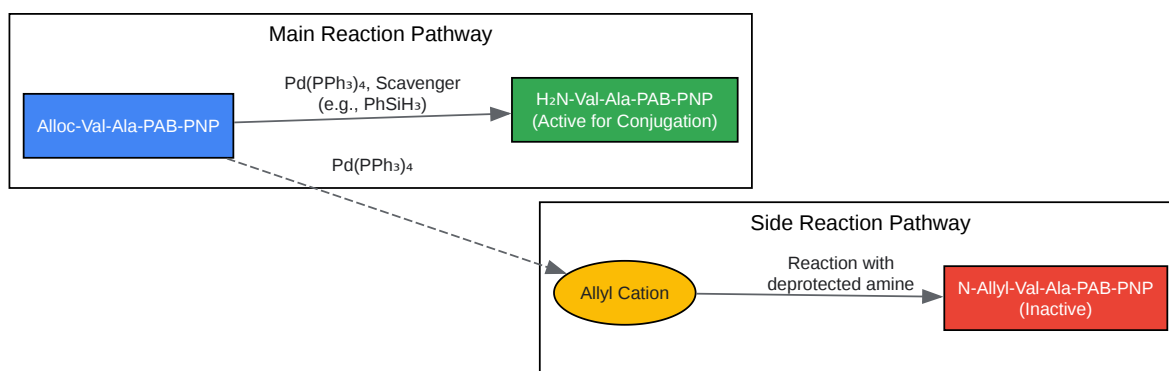 Main Reaction Pathway
Pd(PPh₃)₄, Scavenger
(e.g., PhSiH₃)
Alloc-Val-Ala-PAB-PNP
H₂N-Val-Ala-PAB-PNP
(Active for Conjugation)
Pd(PPh₃)₄
Side Reaction Pathway
Allyl Cation
Reaction with
deprotected amine
N-Allyl-Val-Ala-PAB-PNP
(Inactive)